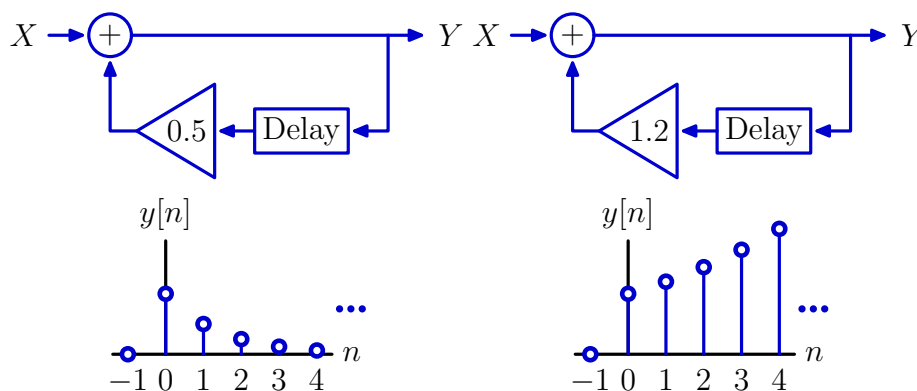 X + Y X + Y
0.5 Delay 1.2 Delay
y[n] y[n]
n n
−1 0 1 2 3 4 −1 0 1 2 3 4